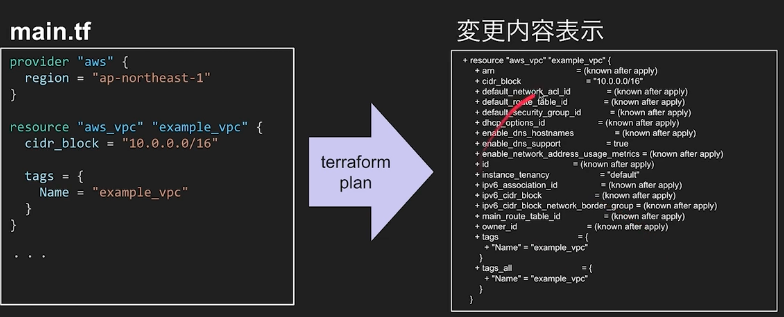 main.tf
provider "aws" {
region = "ap-northeast-1"
}
resource "aws_vpc" "example_vpc" {
cidr_block = "10.0.0.0/16"
tags = {
Name = "example_vpc"
}
}
. . .
terraform
plan
変更内容表示
+ resource "aws_vpc" "example_vpc" {
+ arn = (known after apply)
+ cidr_block = "10.0.0.0/16"
+ default_network_acl_id = (known after apply)
+ default_route_table_id = (known after apply)
+ default_security_group_id = (known after apply)
+ dhcp_options_id = (known after apply)
+ enable_dns_hostnames = (known after apply)
+ enable_dns_support = true
+ enable_network_address_usage_metrics = (known after apply)
+ id = (known after apply)
+ instance_tenancy = "default"
+ ipv6_association_id = (known after apply)
+ ipv6_cidr_block = (known after apply)
+ ipv6_cidr_block_network_border_group = (known after apply)
+ main_route_table_id = (known after apply)
+ owner_id = (known after apply)
+ tags = {
+ "Name" = "example_vpc"
}
+ tags_all = {
+ "Name" = "example_vpc"
}
}